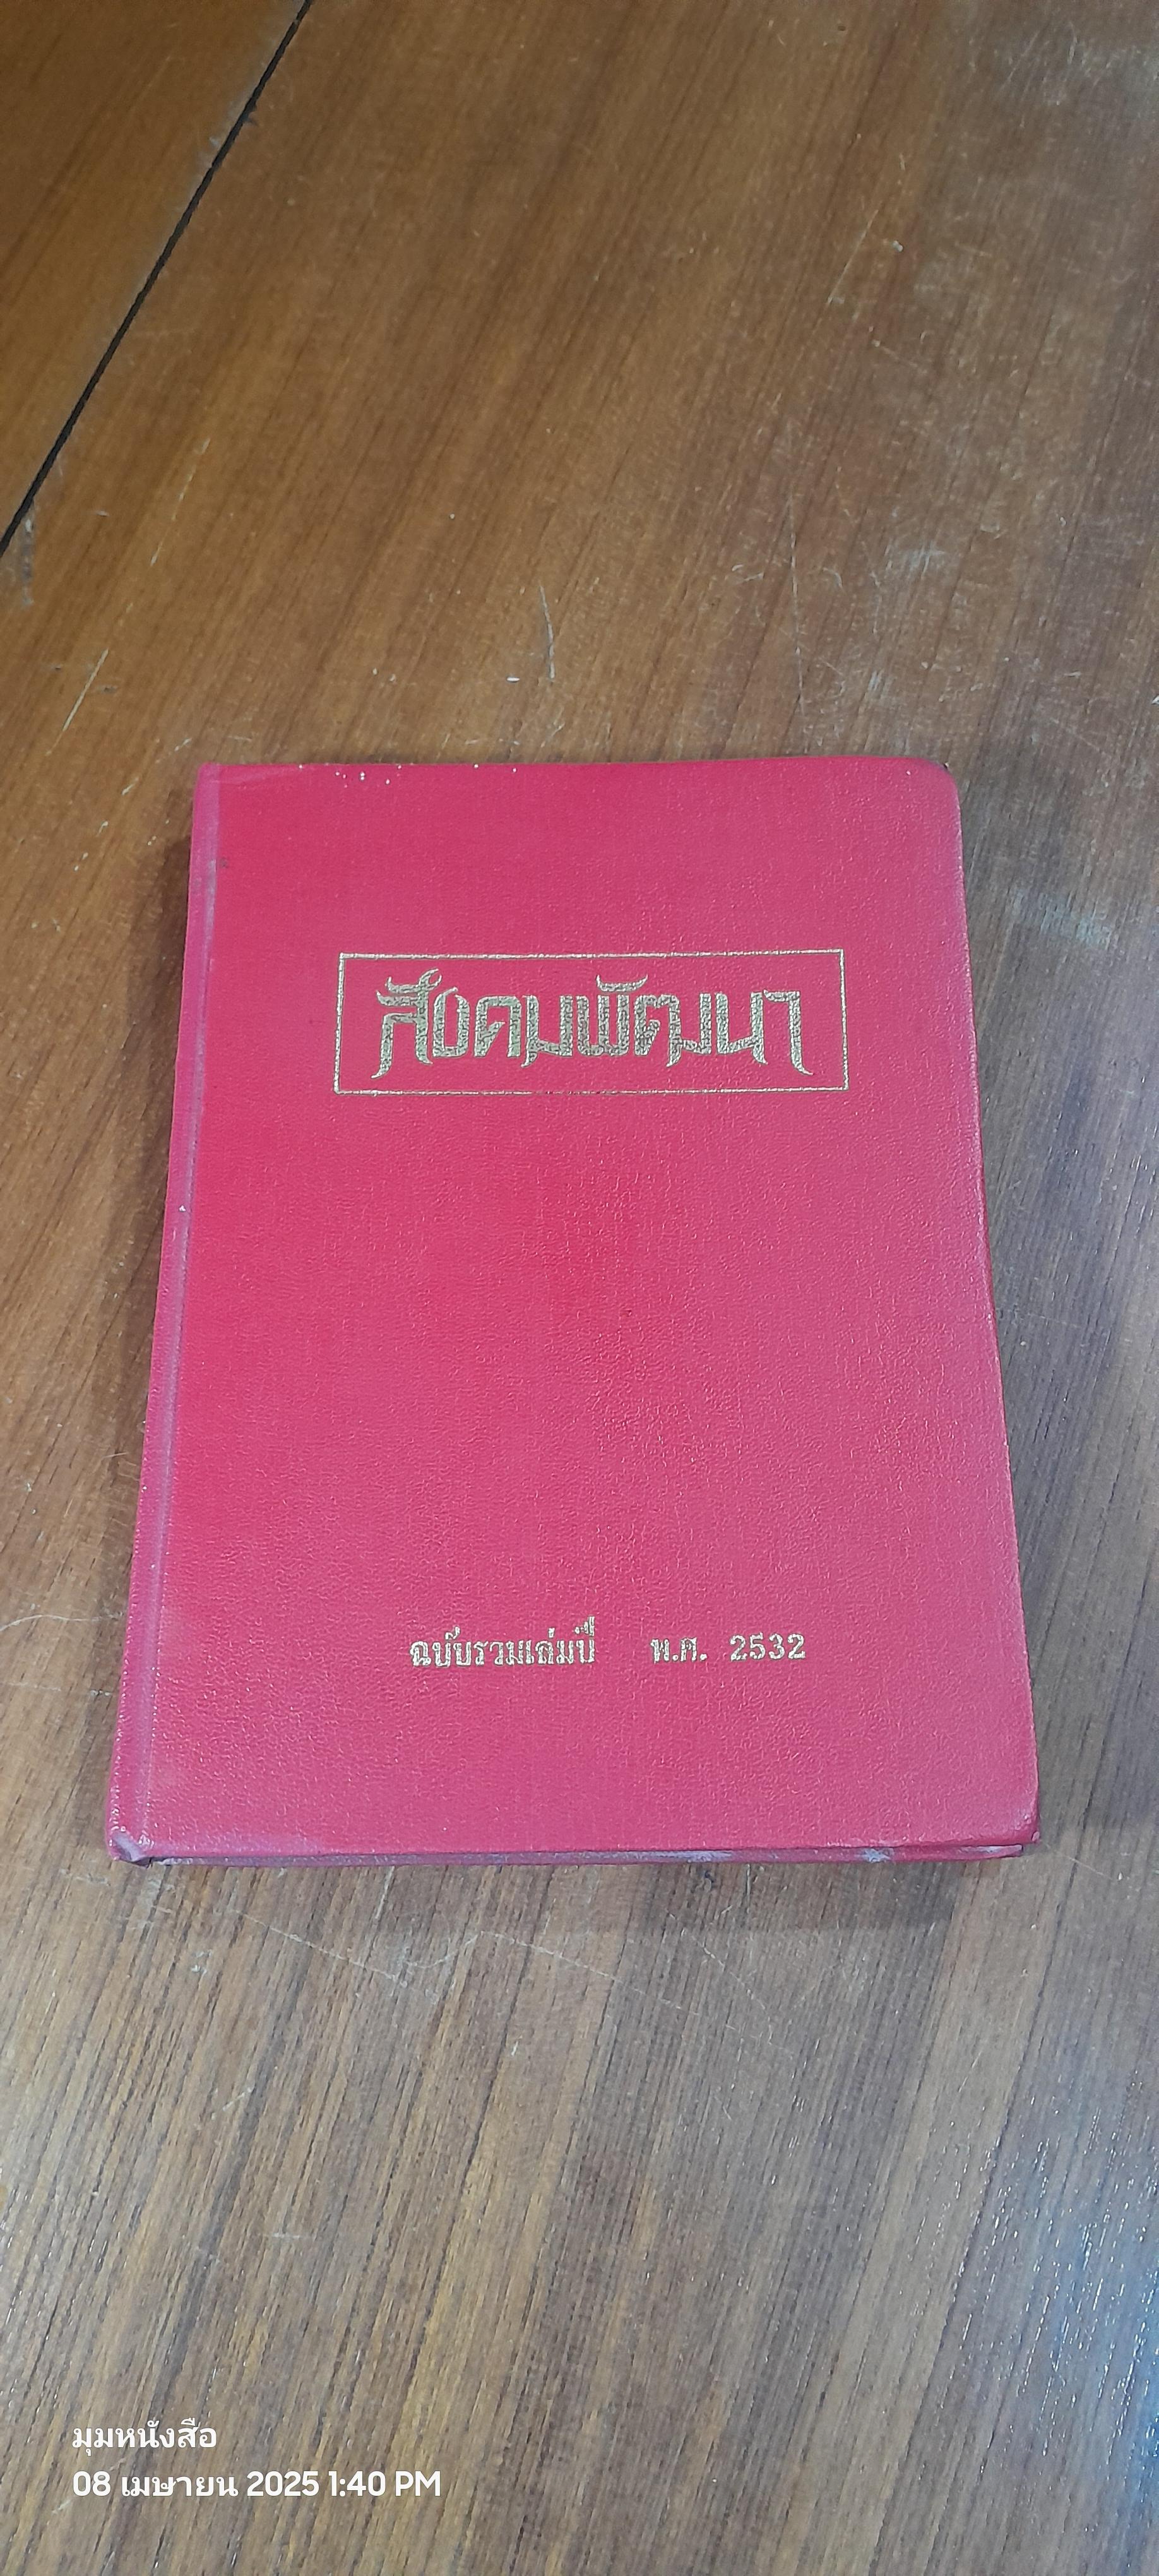 สังคมพัฒนา
ฉบับรวมเล่มปี พ.ศ. 2532
มุมหนังสือ
08 เมษายน 2025 1:40 PM